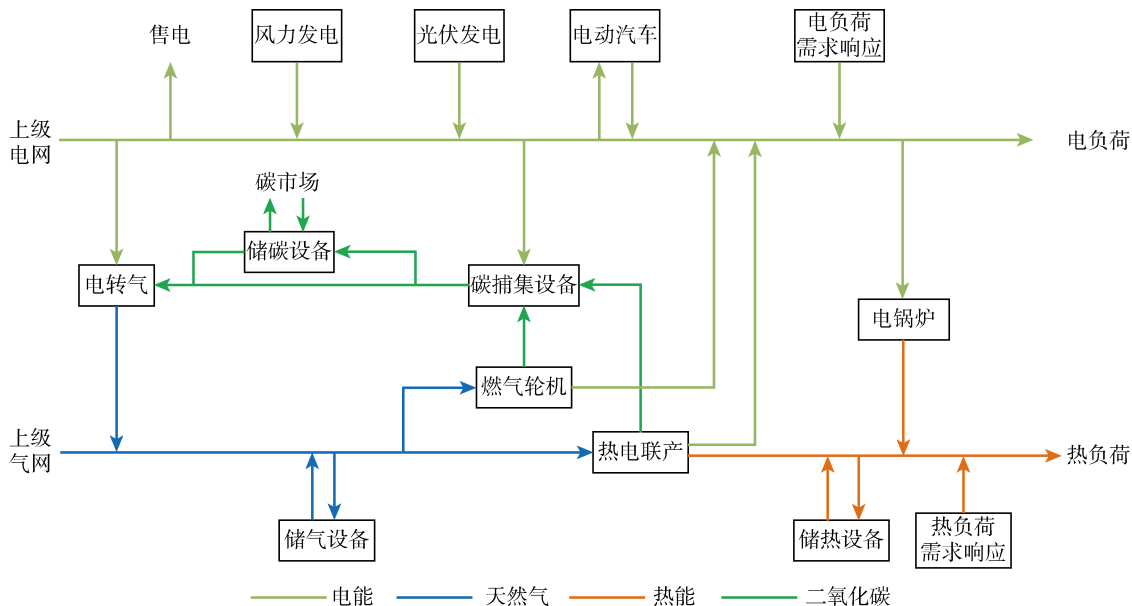 售电
风力发电
光伏发电
电动汽车
电负荷
需求响应
上级
电网
电负荷
碳市场
储碳设备
电转气
碳捕集设备
电锅炉
燃气轮机
上级
气网
热电联产
热负荷
储气设备
储热设备
热负荷
需求响应
电能
天然气
热能
二氧化碳